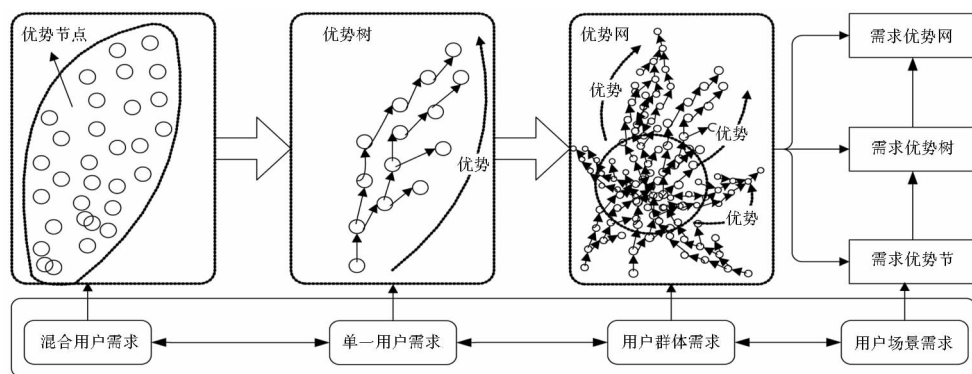 优势节点
优势树
优势
优势网
优势
优势
优势
需求优势网
需求优势树
需求优势节
混合用户需求
单一用户需求
用户群体需求
用户场景需求